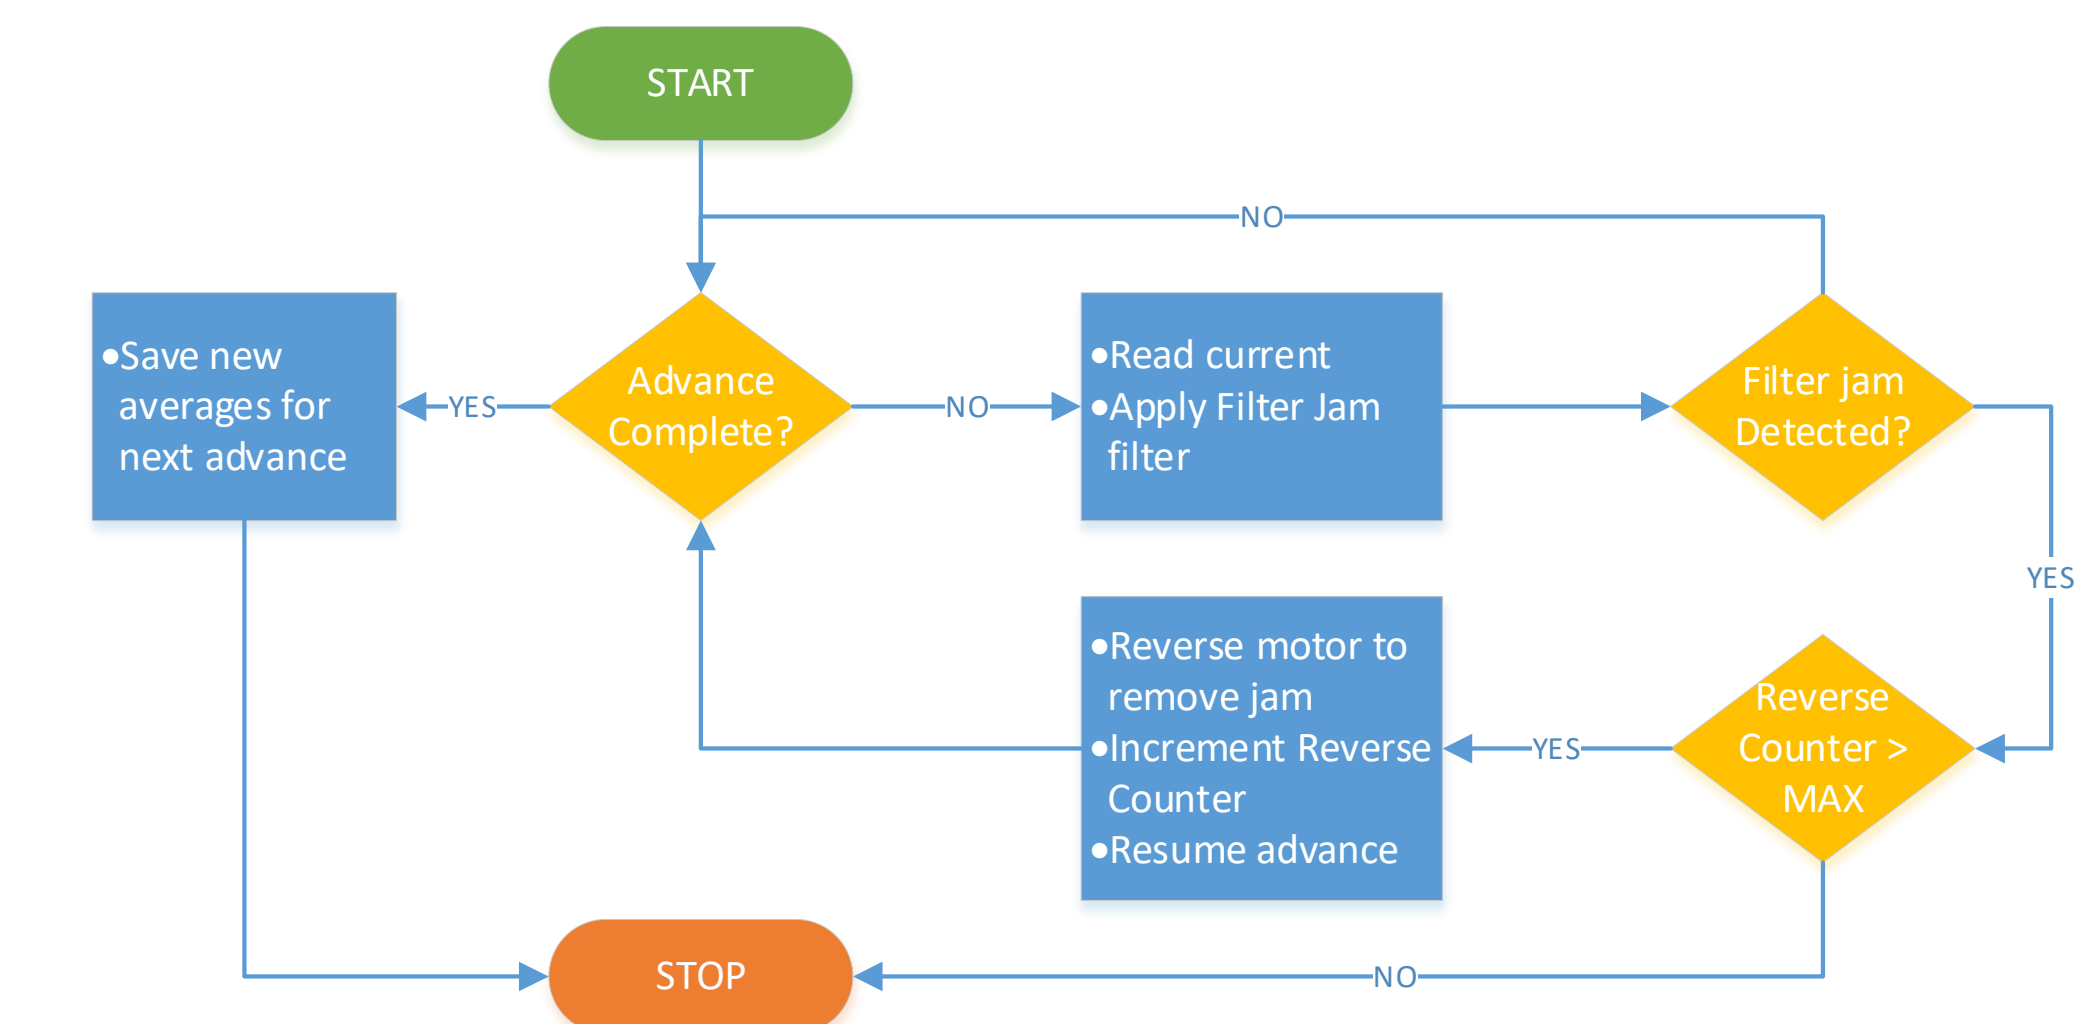 START
NO
•Save new
averages for
next advance
YES
Advance
Complete?
NO
•Read current
•Apply Filter Jam
filter
Filter jam
Detected?
YES
•Reverse motor to
remove jam
•Increment Reverse
Counter
•Resume advance
YES
Reverse
Counter >
MAX
STOP
NO